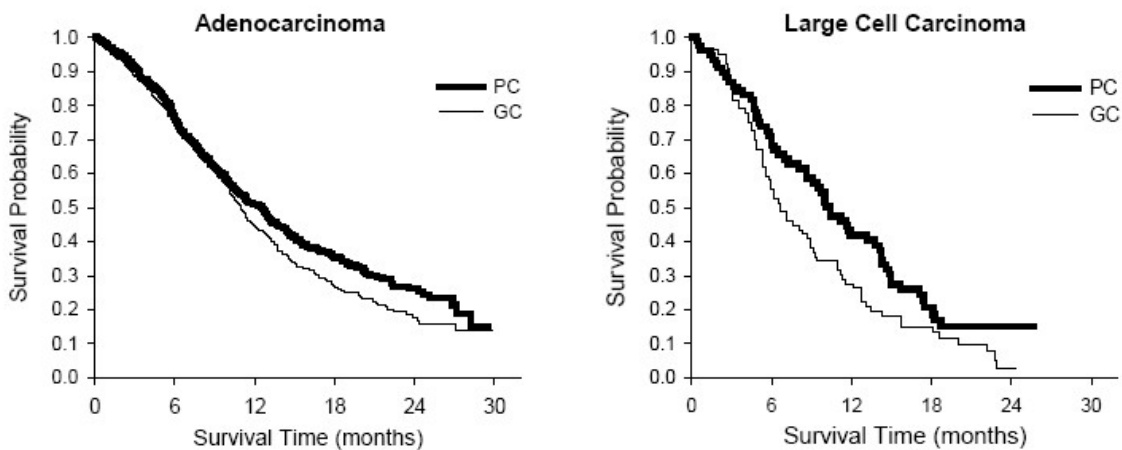 Adenocarcinoma
Survival Probability
1.0
0.9
0.8
0.7
0.6
0.5
0.4
0.3
0.2
0.1
0.0
PC
GC
0 6 12 18 24 30
Survival Time (months)
Large Cell Carcinoma
Survival Probability
1.0
0.9
0.8
0.7
0.6
0.5
0.4
0.3
0.2
0.1
0.0
PC
GC
0 6 12 18 24 30
Survival Time (months)